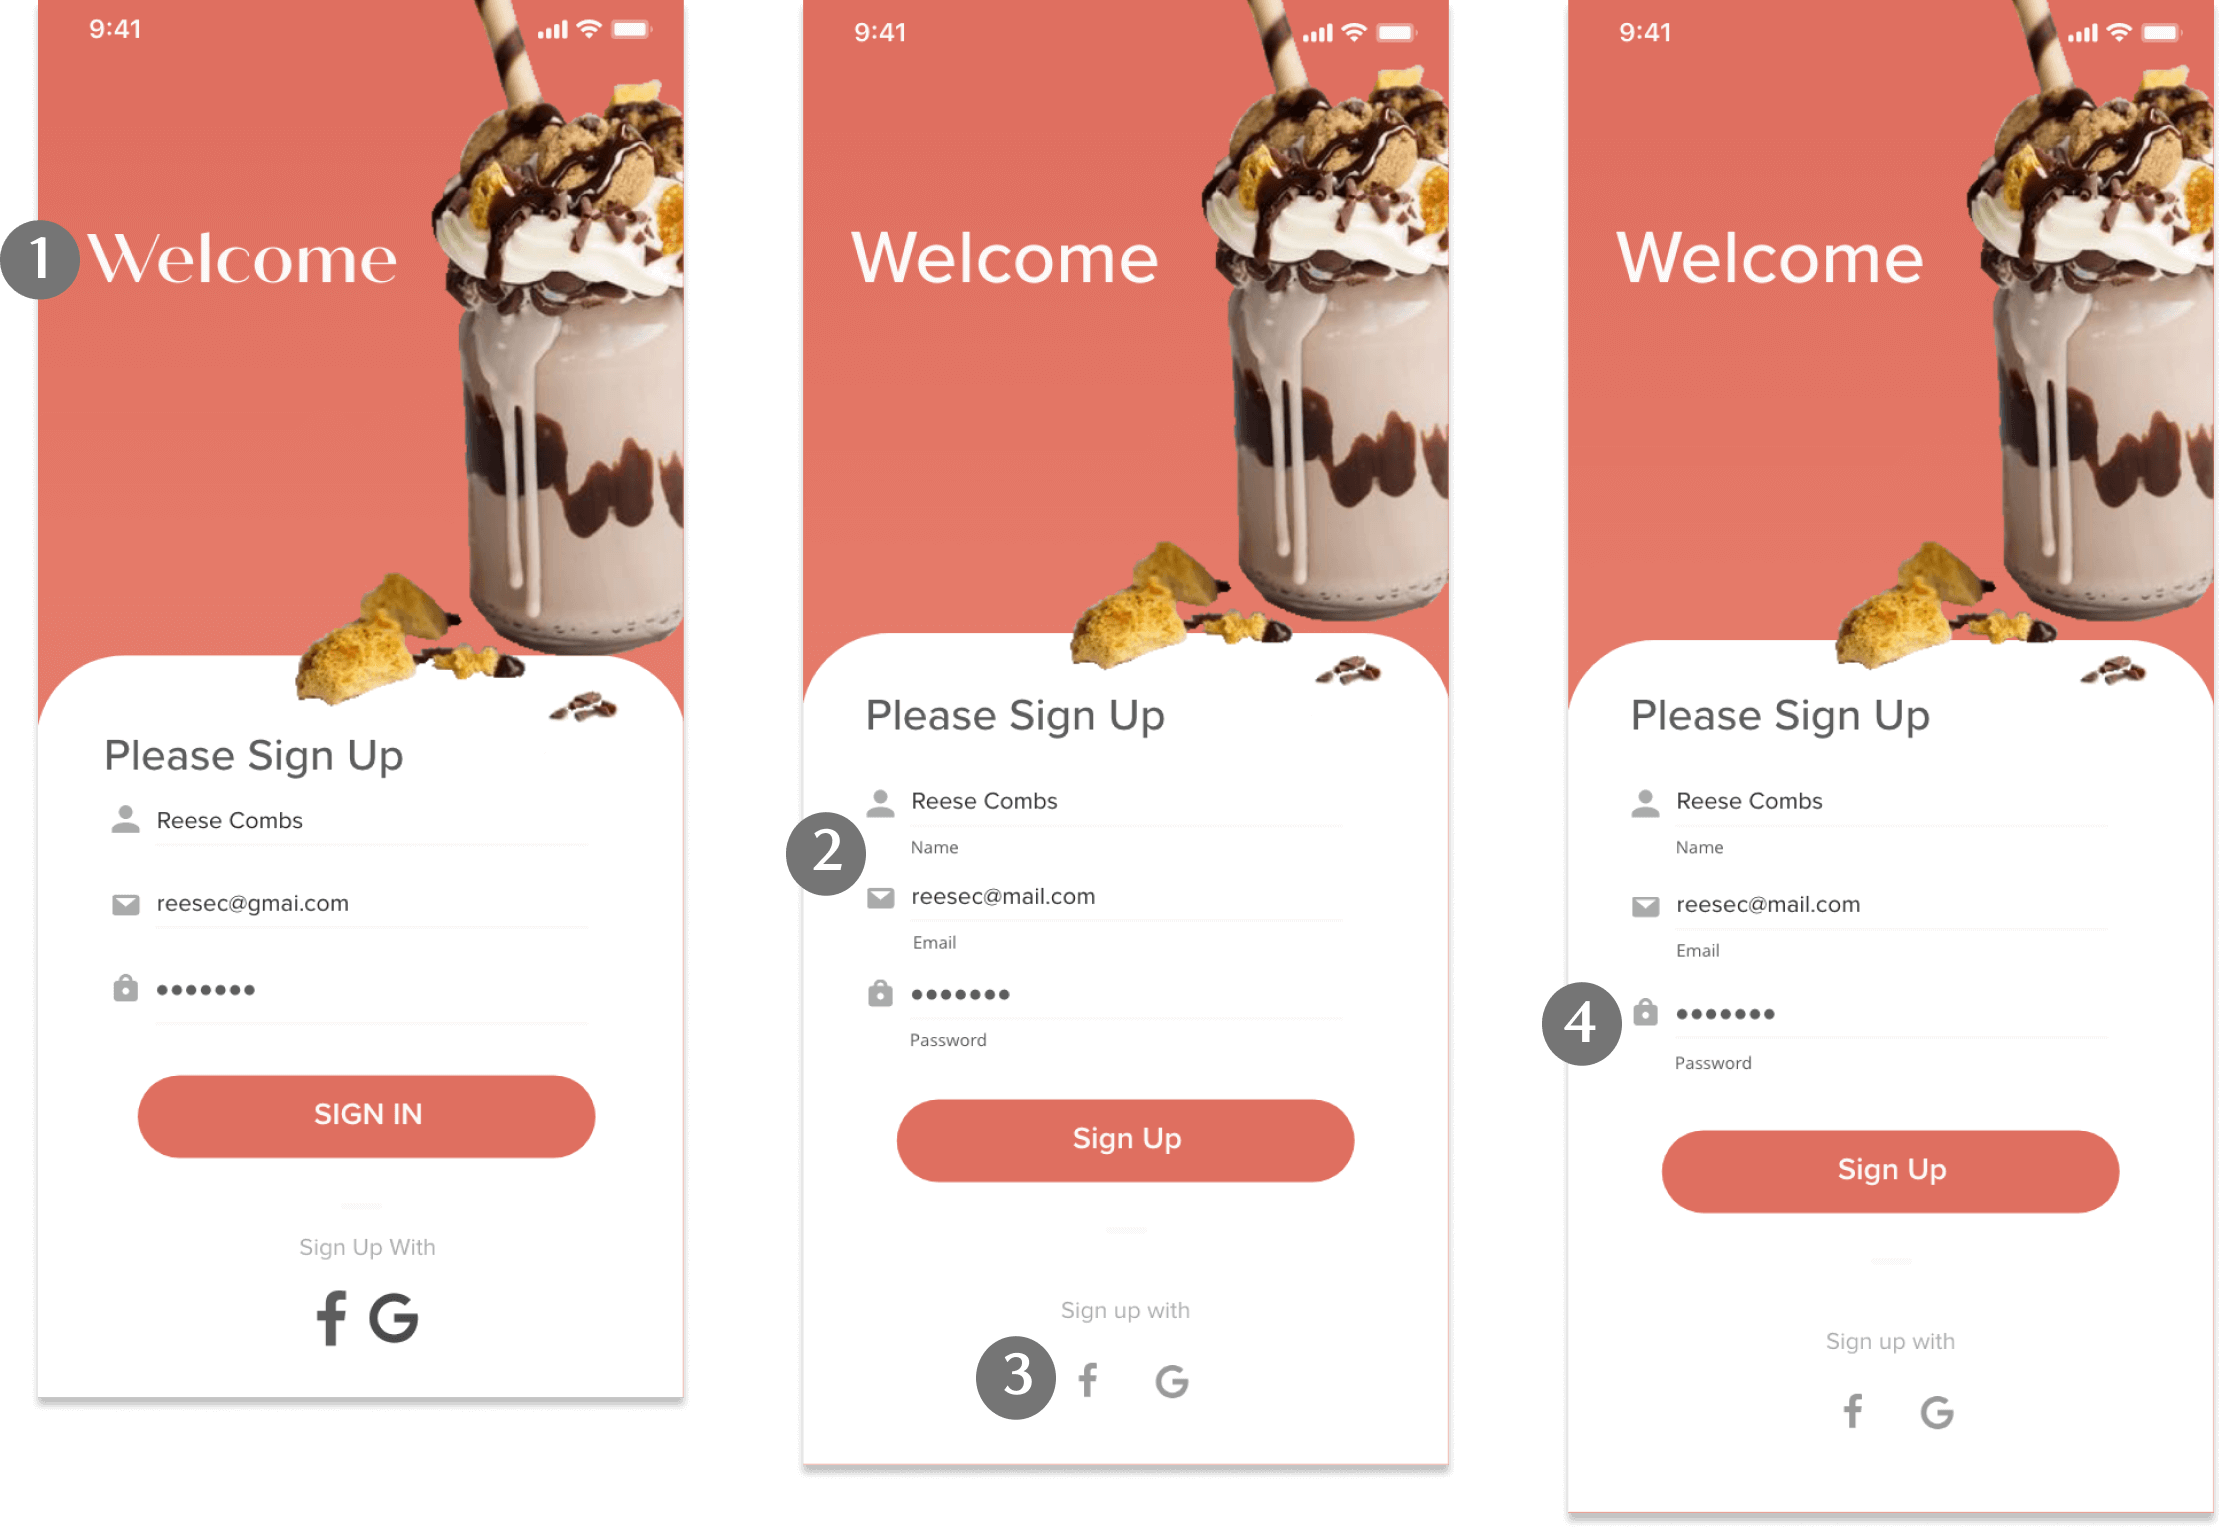 9:41
1
Welcome
Please Sign Up
Reese Combs
reesec@gmai.com
SIGN IN
Sign Up With
f G
9:41
Welcome
Please Sign Up
Reese Combs
2
Name
reesec@mail.com
Email
Password
Sign Up
Sign up with
3
f G
9:41
Welcome
Please Sign Up
Reese Combs
Name
reesec@mail.com
Email
4
Password
Sign Up
Sign up with
f G